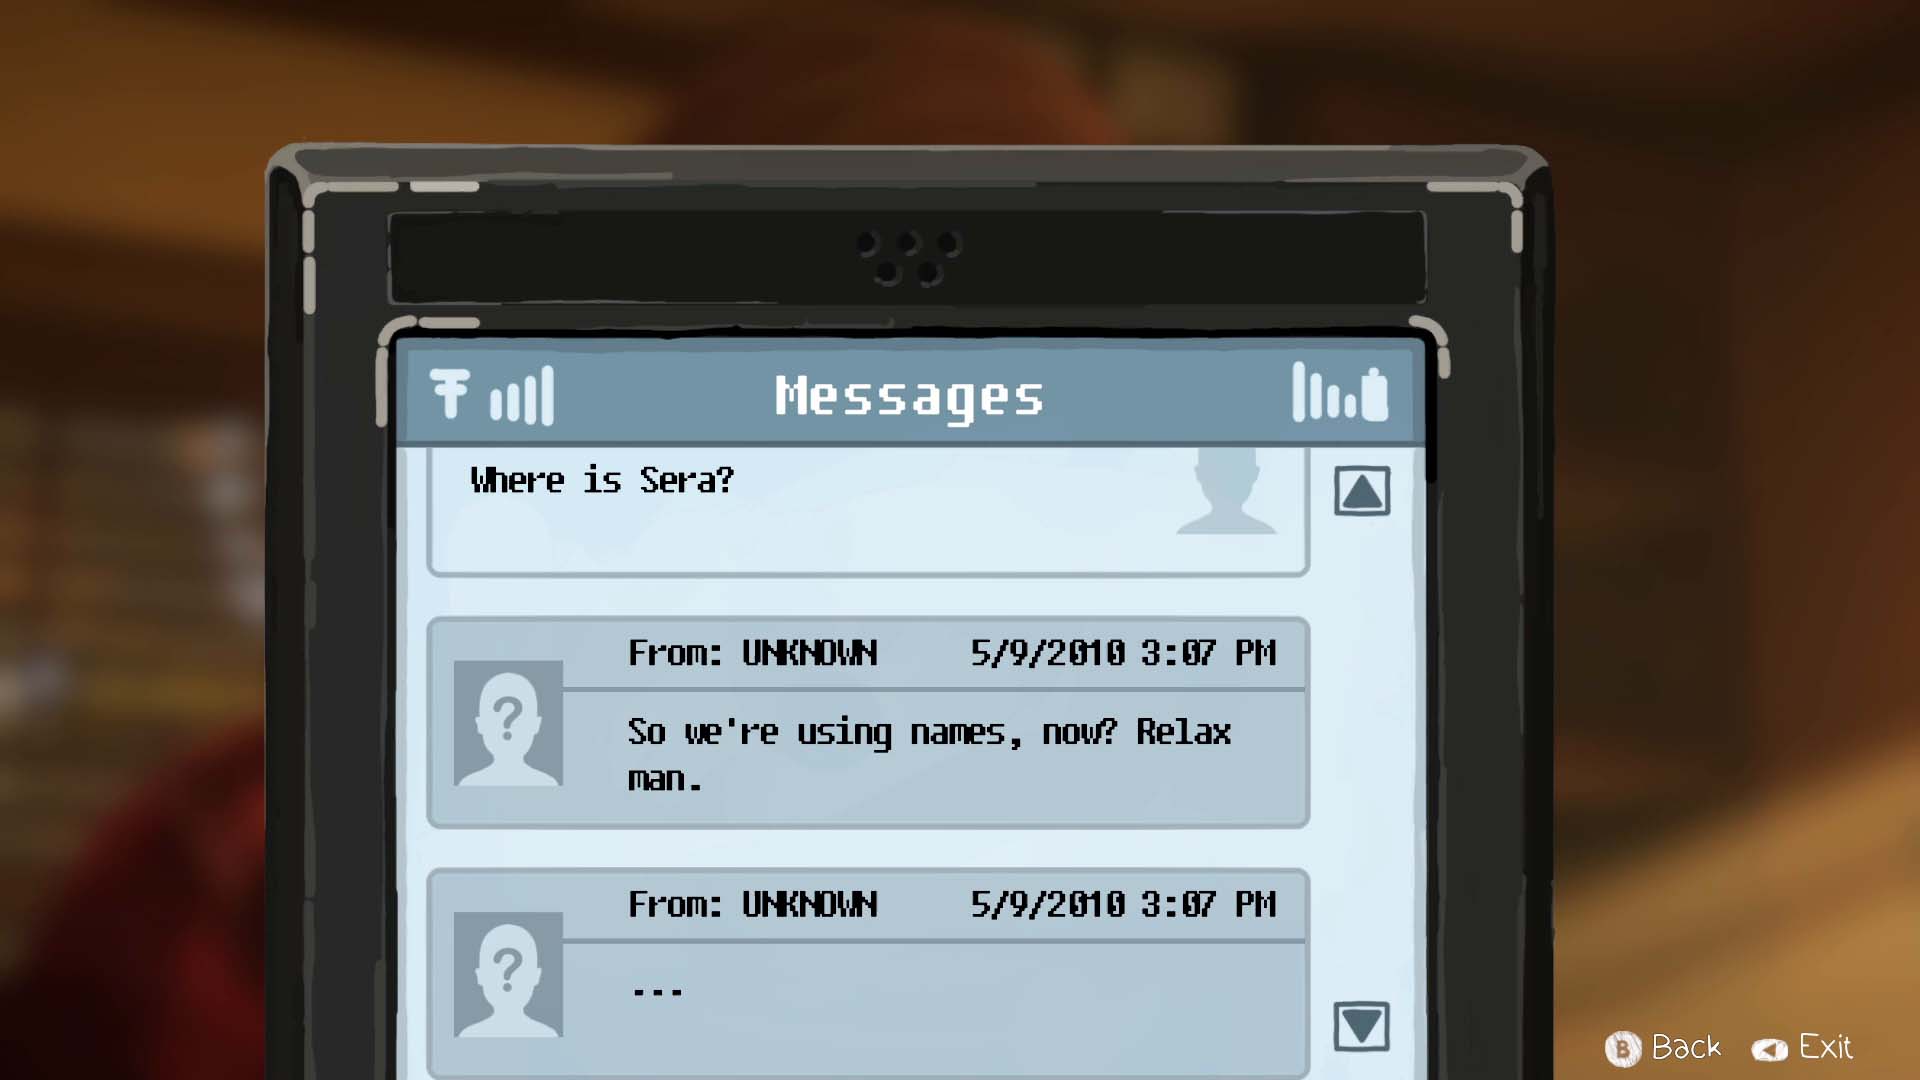 Messages
Where is Sera?
From: UNKNOWN 5/9/2010 3:07 PM
?
So we're using names, now? Relax
man.
From: UNKNOWN 5/9/2010 3:07 PM
?
...
B Back Exit